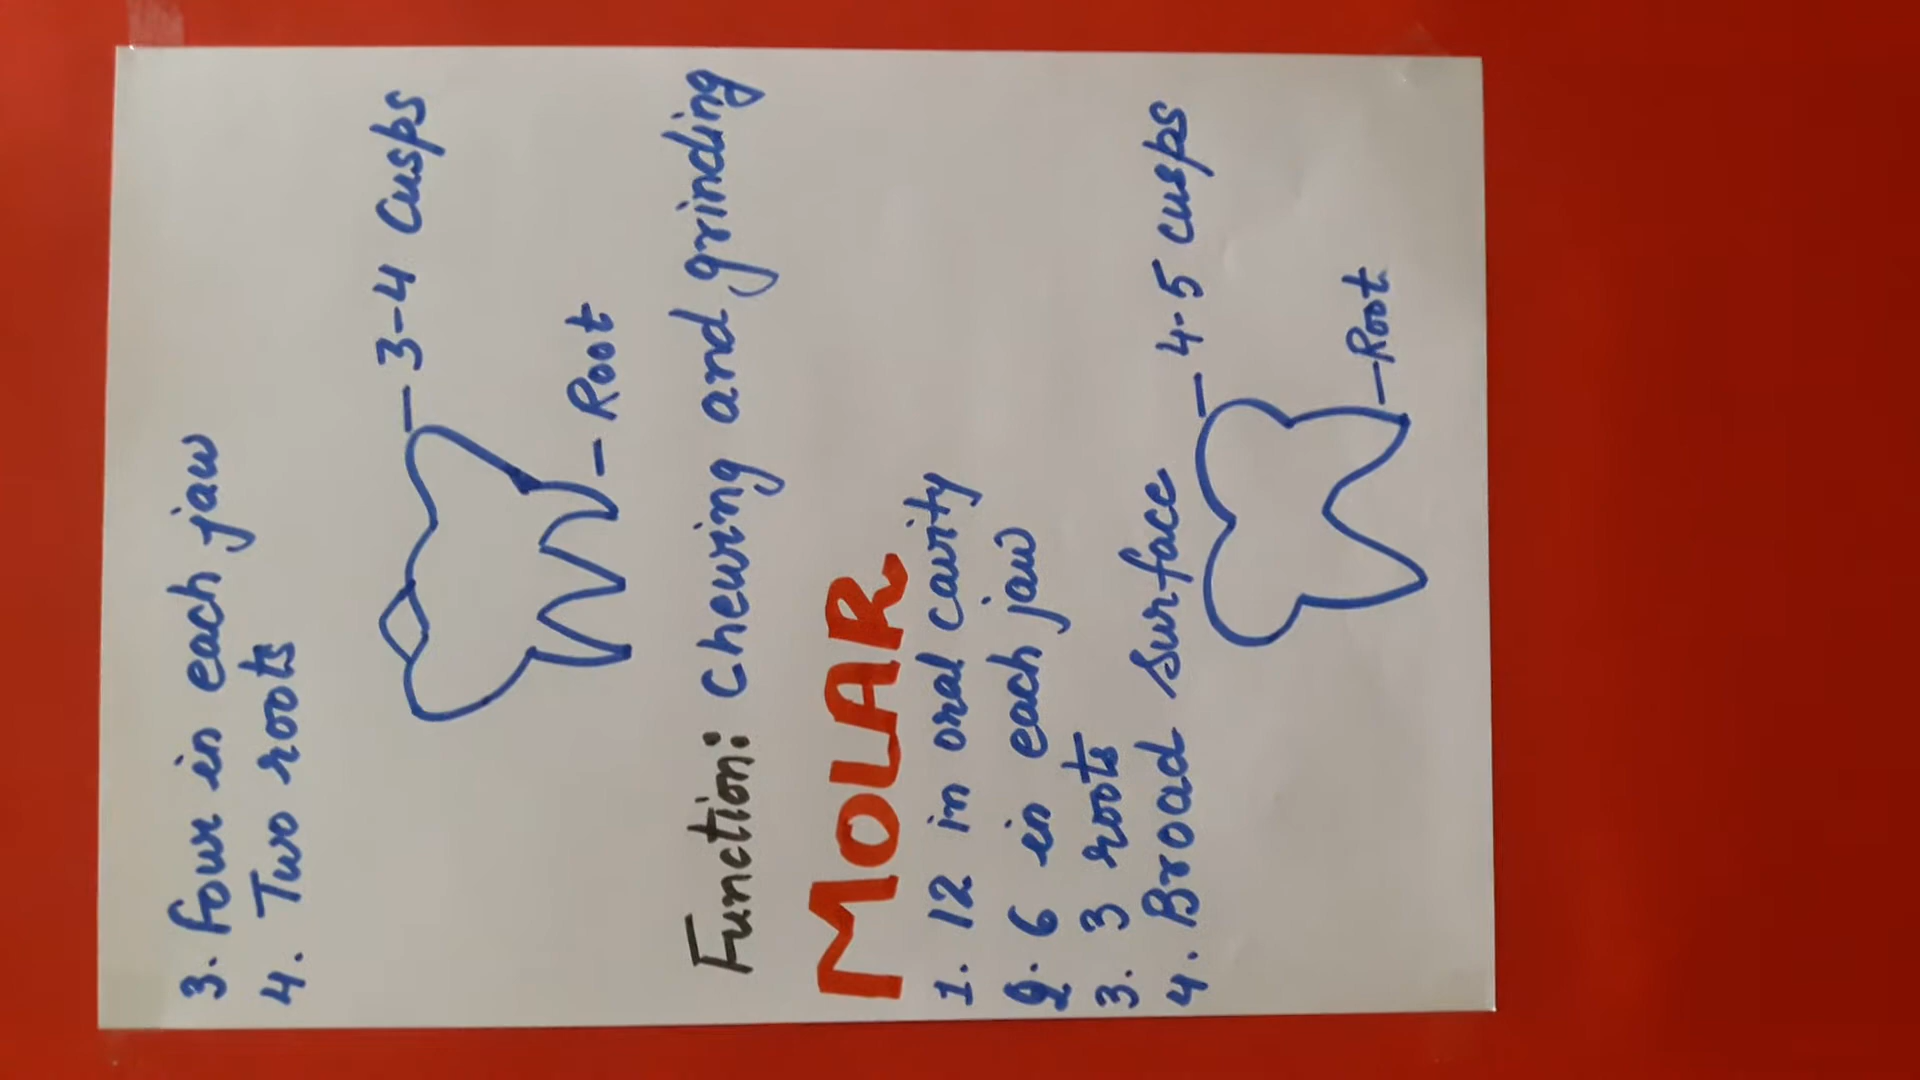 3. four in each jaw
4. Two roots
3-4 Cusps
Root
Function: Chewing and grinding
MOLAR
1. 12 in oral cavity
2. 6 in each jaw
3. 3 roots
4. Broad surface
4-5 cusps
Root